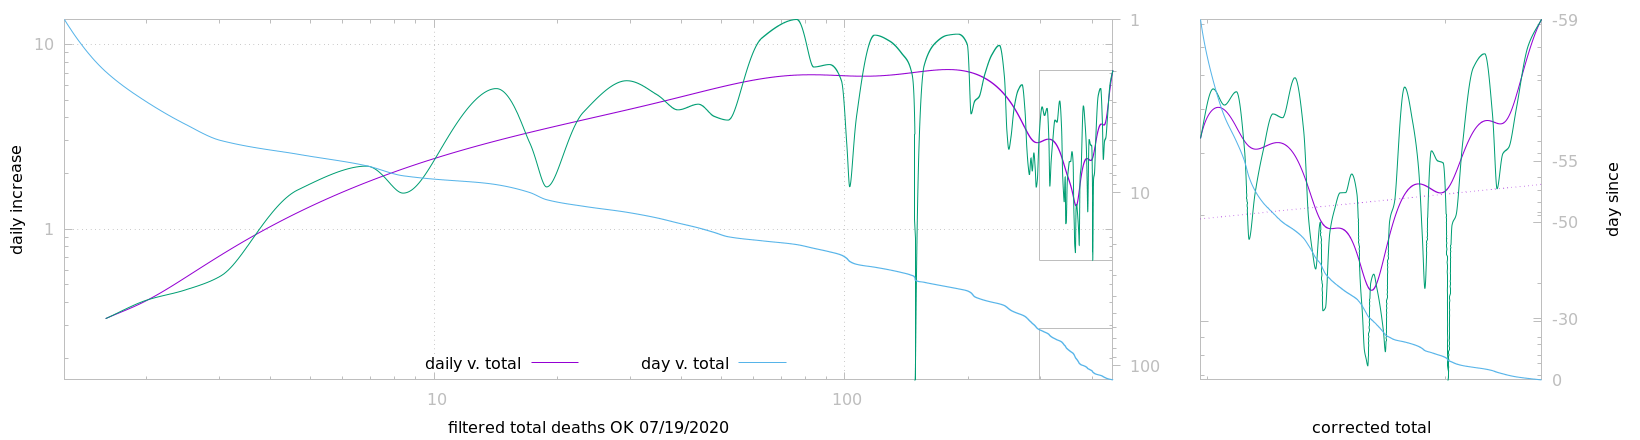 10
1
daily increase
daily v. total
day v. total
10
100
filtered total deaths OK 07/19/2020
1
10
100
-59
-55
-50
-30
0
day since
corrected total